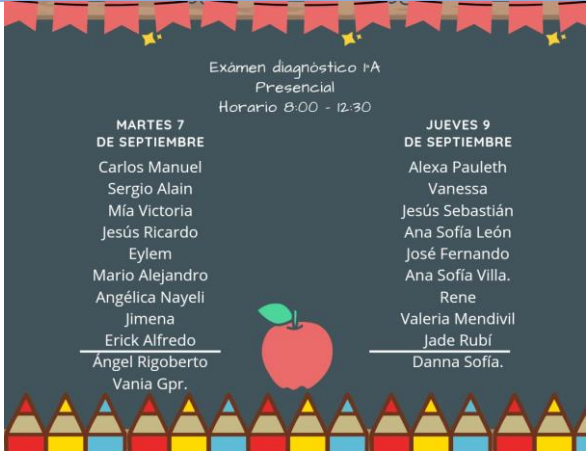 Exámen diagnóstico 1°A
Presencial
Horario 8:00 - 12:30
MARTES 7
DE SEPTIEMBRE
Carlos Manuel
Sergio Alain
Mía Victoria
Jesús Ricardo
Eylem
Mario Alejandro
Angélica Nayeli
Jimena
Erick Alfredo
Ángel Rigoberto
Vania Gpr.
JUEVES 9
DE SEPTIEMBRE
Alexa Pauleth
Vanessa
Jesús Sebastián
Ana Sofía León
José Fernando
Ana Sofía Villa.
Rene
Valeria Mendivil
Jade Rubí
Danna Sofía.